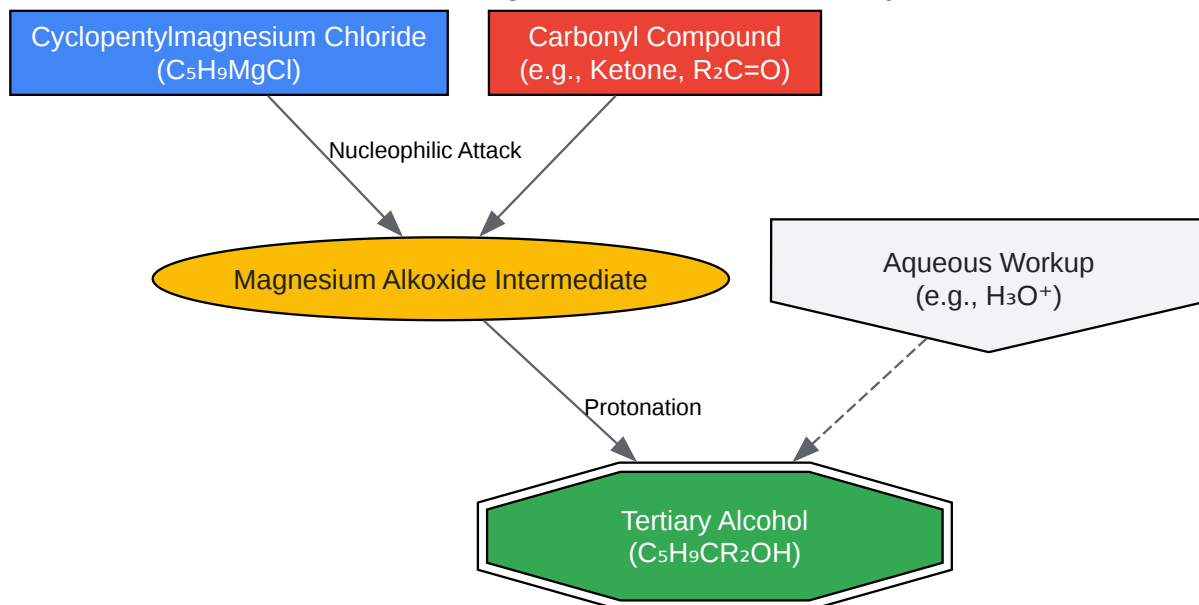 Cyclopentylmagnesium Chloride
(C₅H₉MgCl)
Carbonyl Compound
(e.g., Ketone, R₂C=O)
Nucleophilic Attack
Magnesium Alkoxide Intermediate
Aqueous Workup
(e.g., H₃O⁺)
Protonation
Tertiary Alcohol
(C₅H₉CR₂OH)